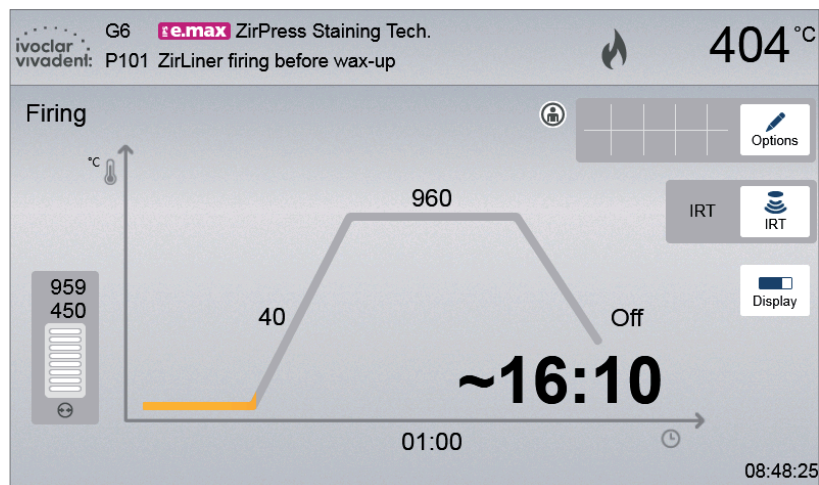 ivoclar
vivadent:
G6 IPS e.max ZirPress Staining Tech.
P101 ZirLiner firing before wax-up
404 °C
Firing
Options
°C
960
IRT IRT
959
450
Display
40
Off
~16:10
01:00
08:48:25